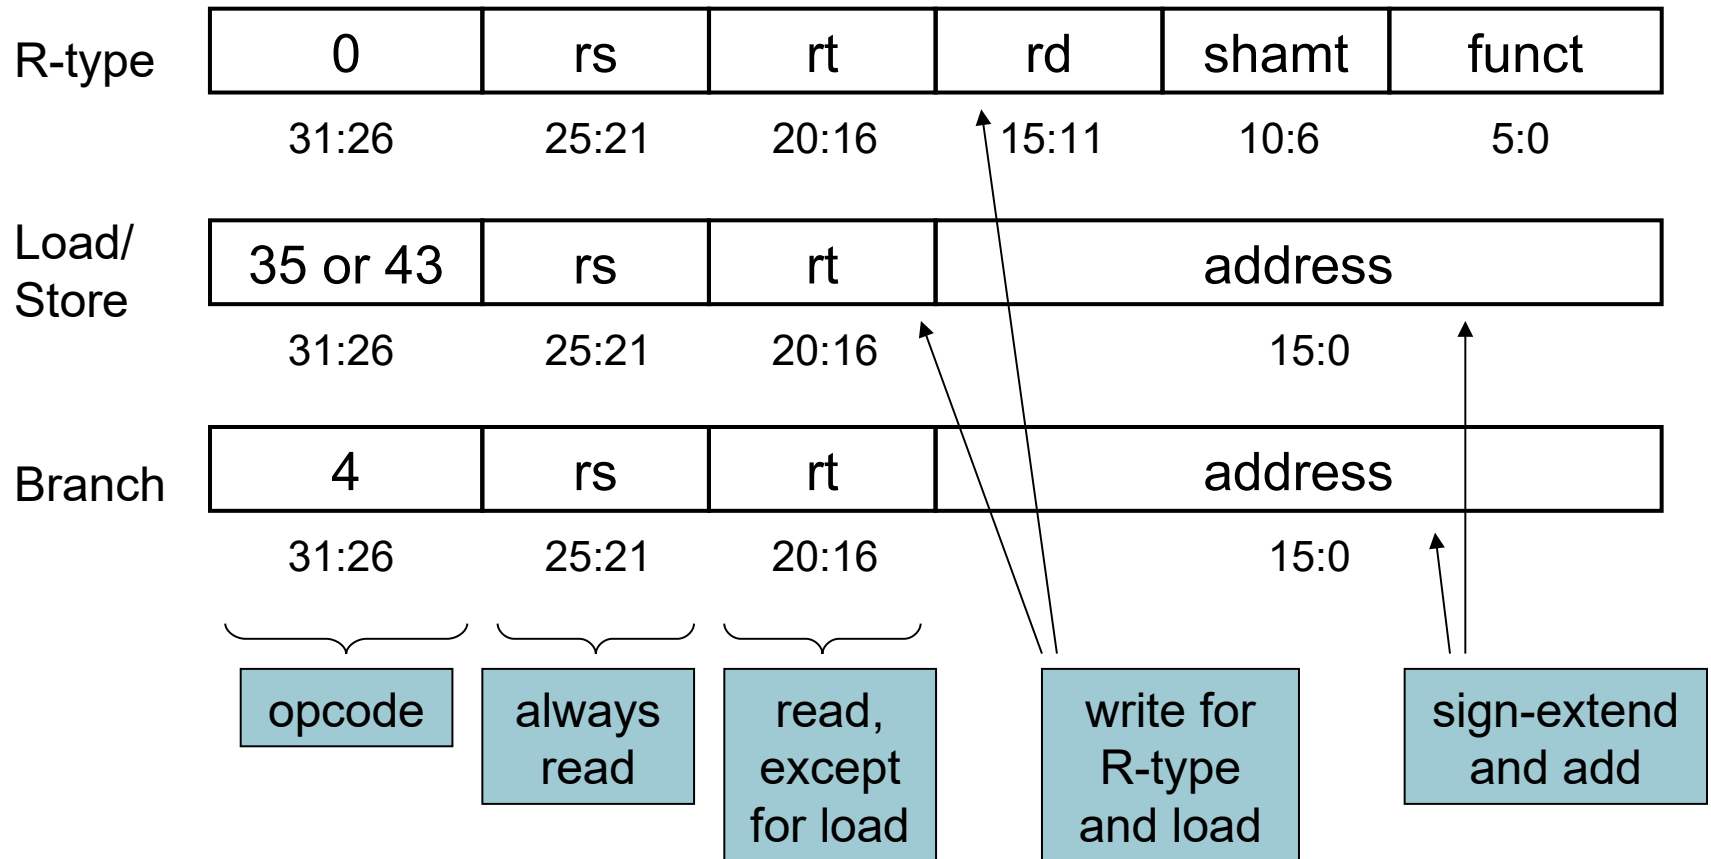 R-type 0 rs rt rd shamt funct
31:26 25:21 20:16 15:11 10:6 5:0
Load/
Store
35 or 43 rs rt address
31:26 25:21 20:16 15:0
Branch 4 rs rt address
31:26 25:21 20:16 15:0
opcode
always
read
read,
except
for load
write for
R-type
and load
sign-extend
and add